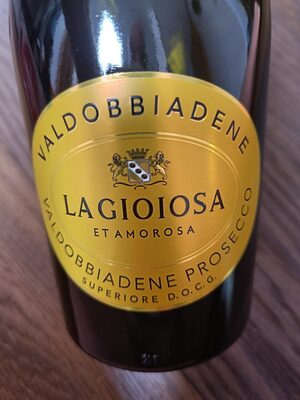 VALDOBBIADENE
LA GIOIOSA
ET AMOROSA
VALDOBBIADENE PROSECCO
SUPERIORE D.O.C.G.